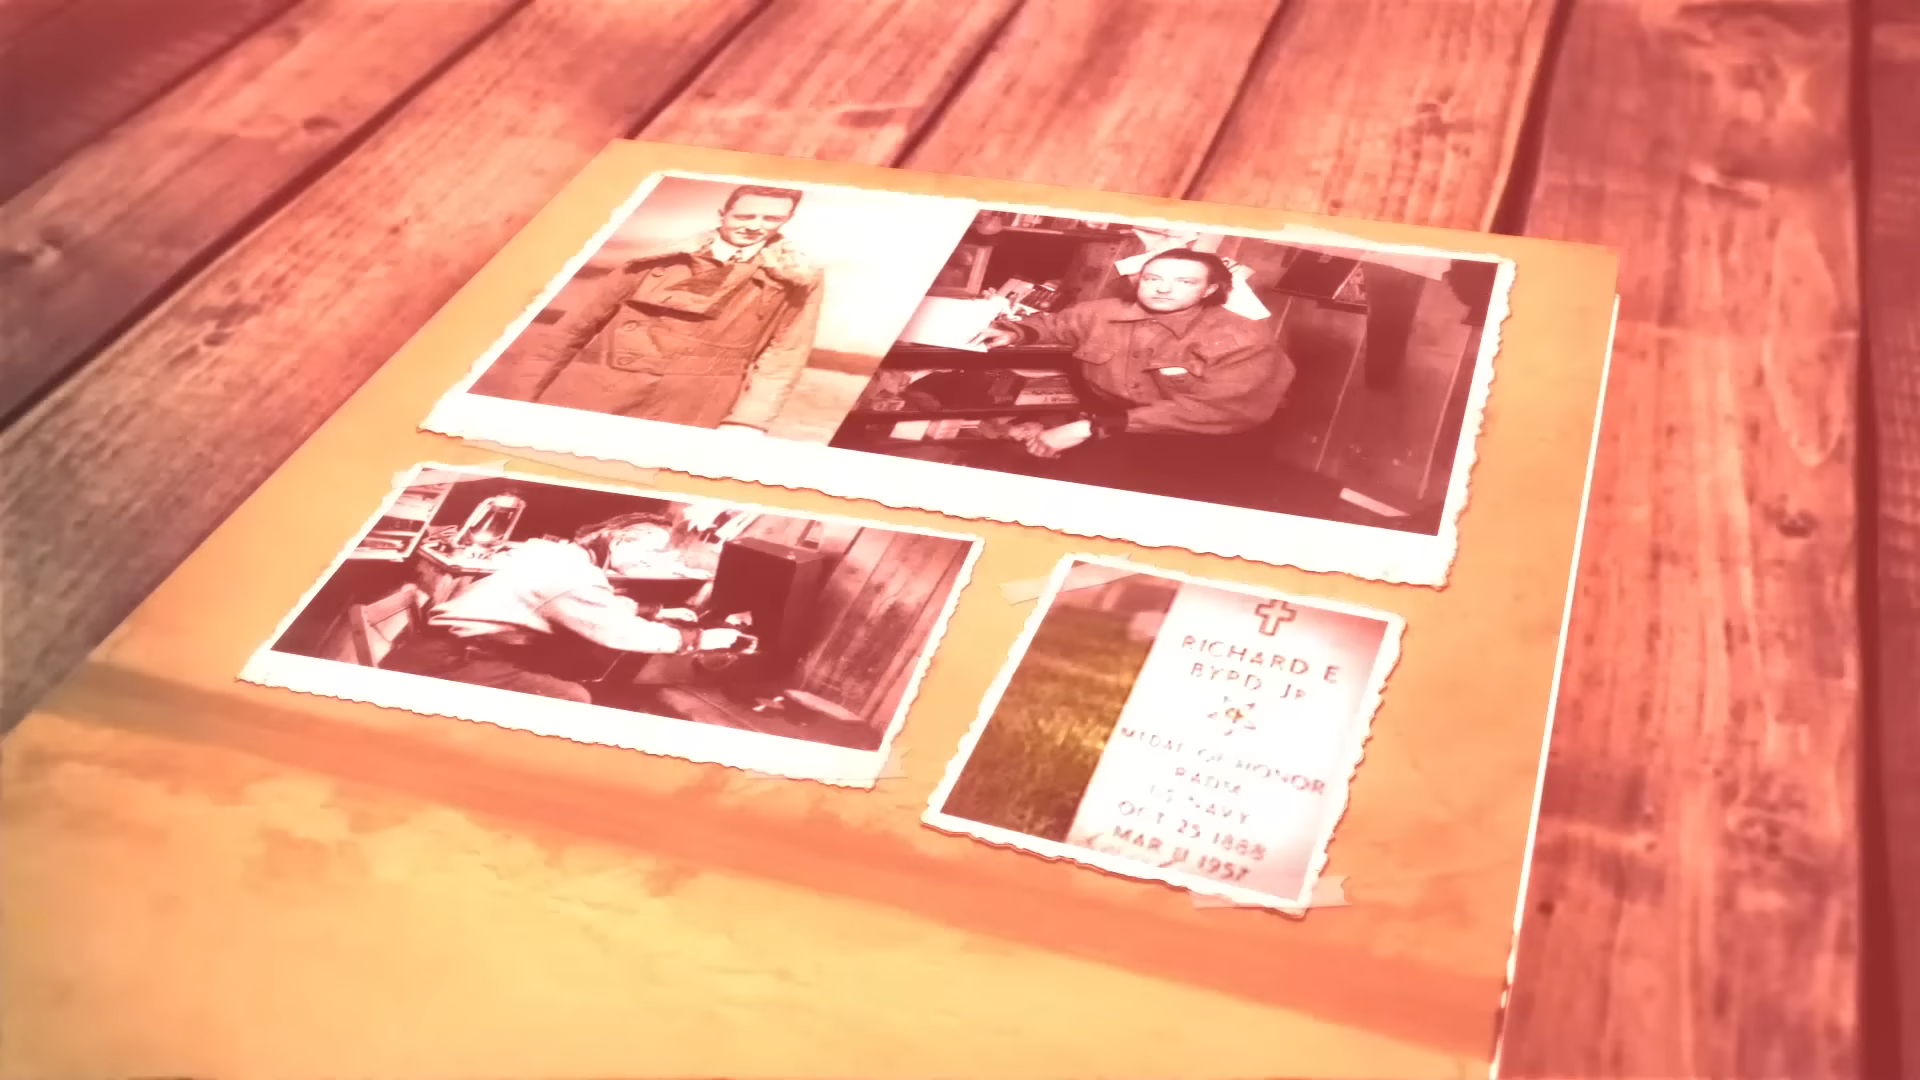 RICHARD E
BYRD JR
MEDAL OF HONOR
RADM
US NAVY
OCT 25 1888
MAR 11 1957